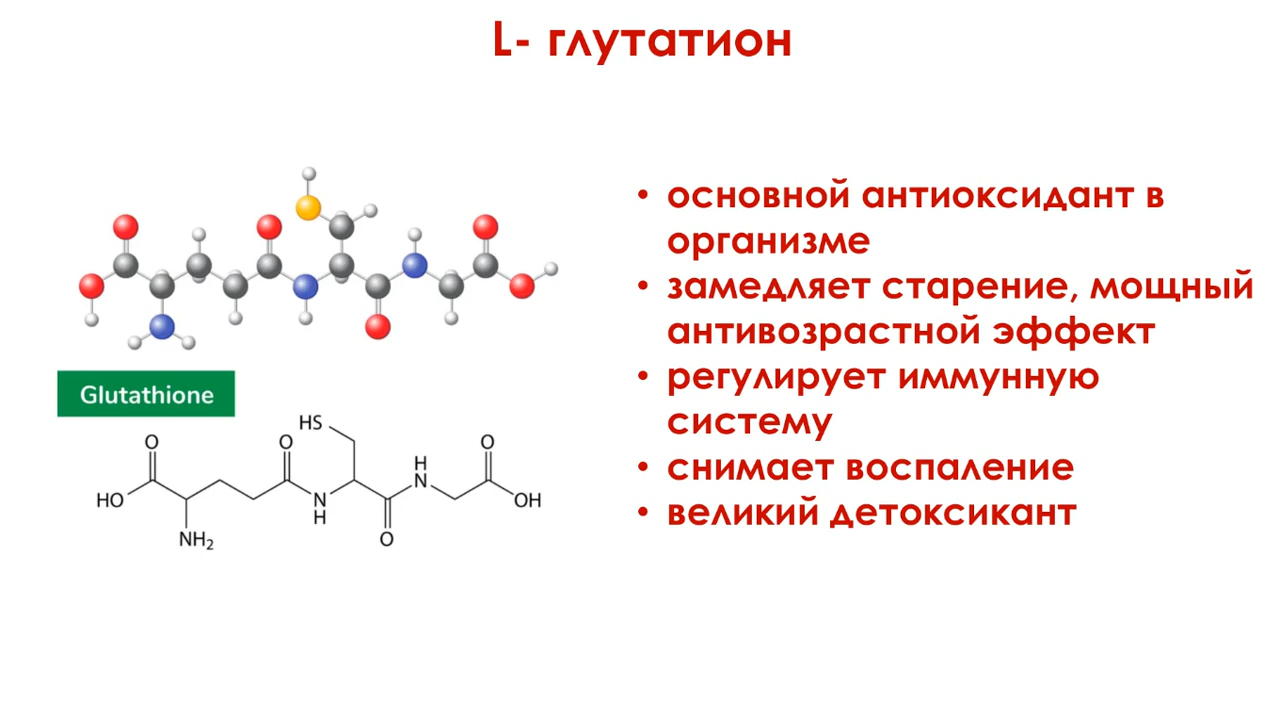 L- глутатион
• основной антиоксидант в
организме
• замедляет старение, мощный
антивозрастной эффект
• регулирует иммунную
систему
• снимает воспаление
• великий детоксикант
Glutathione
HS
O
O
H
N
O
HO
N
H
OH
NH₂
O